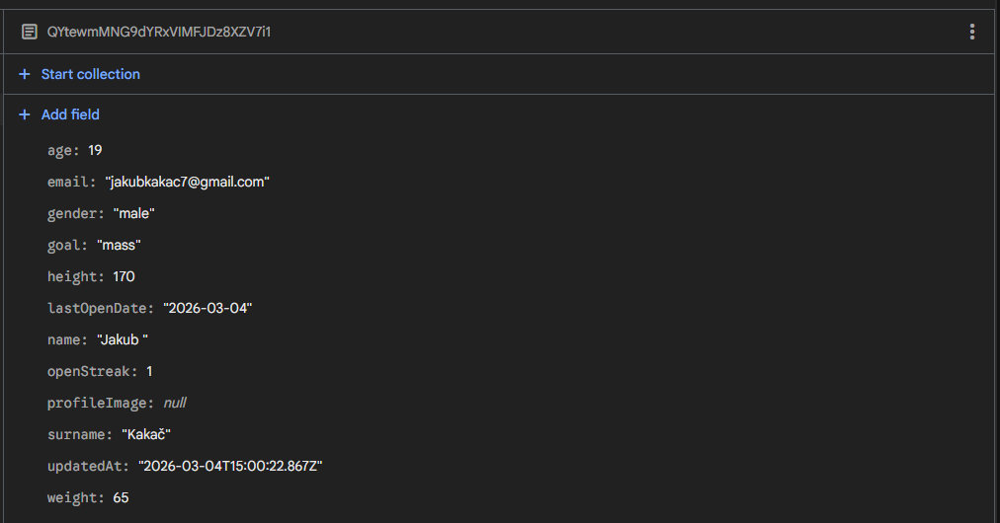 QYtewmMNG9dYRxVIMFJDz8XZV7i1
+ Start collection
+ Add field
age: 19
email: "jakubkakac7@gmail.com"
gender: "male"
goal: "mass"
height: 170
lastOpenDate: "2026-03-04"
name: "Jakub "
openStreak: 1
profileImage: null
surname: "Kakač"
updatedAt: "2026-03-04T15:00:22.867Z"
weight: 65